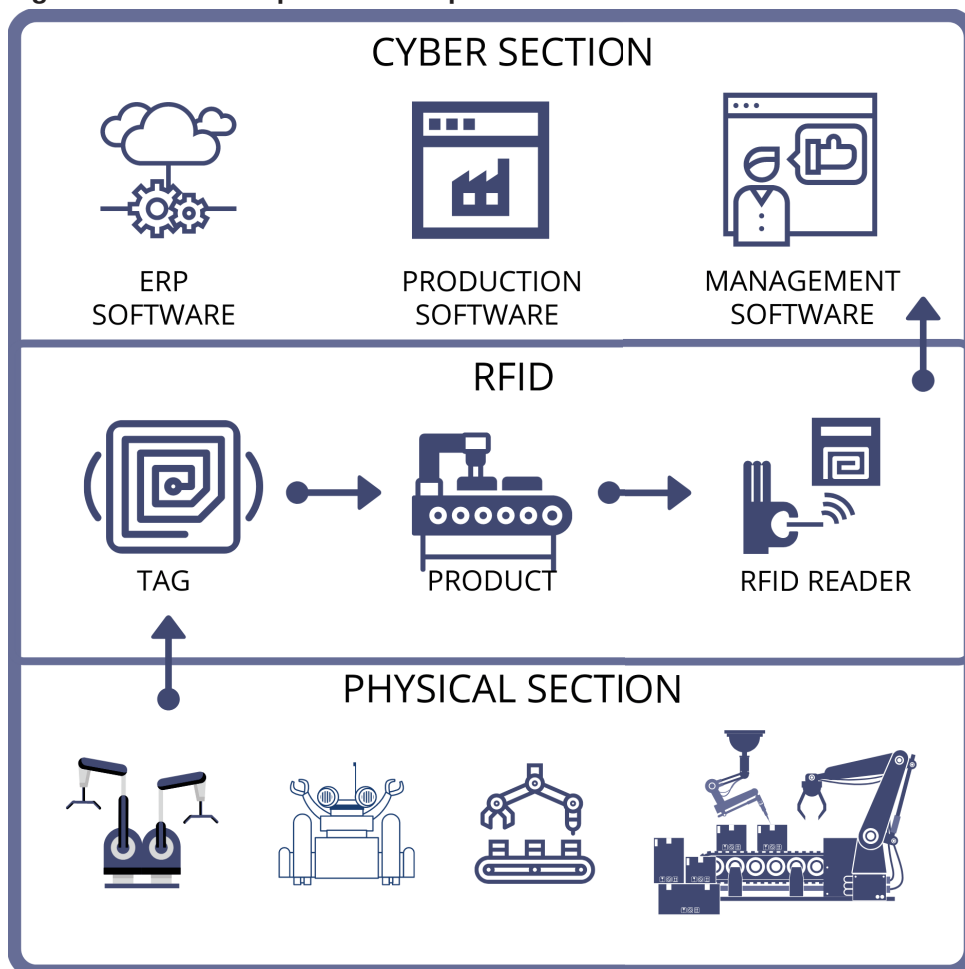 CYBER SECTION
ERP
SOFTWARE
PRODUCTION
SOFTWARE
MANAGEMENT
SOFTWARE
RFID
TAG
PRODUCT
RFID READER
PHYSICAL SECTION